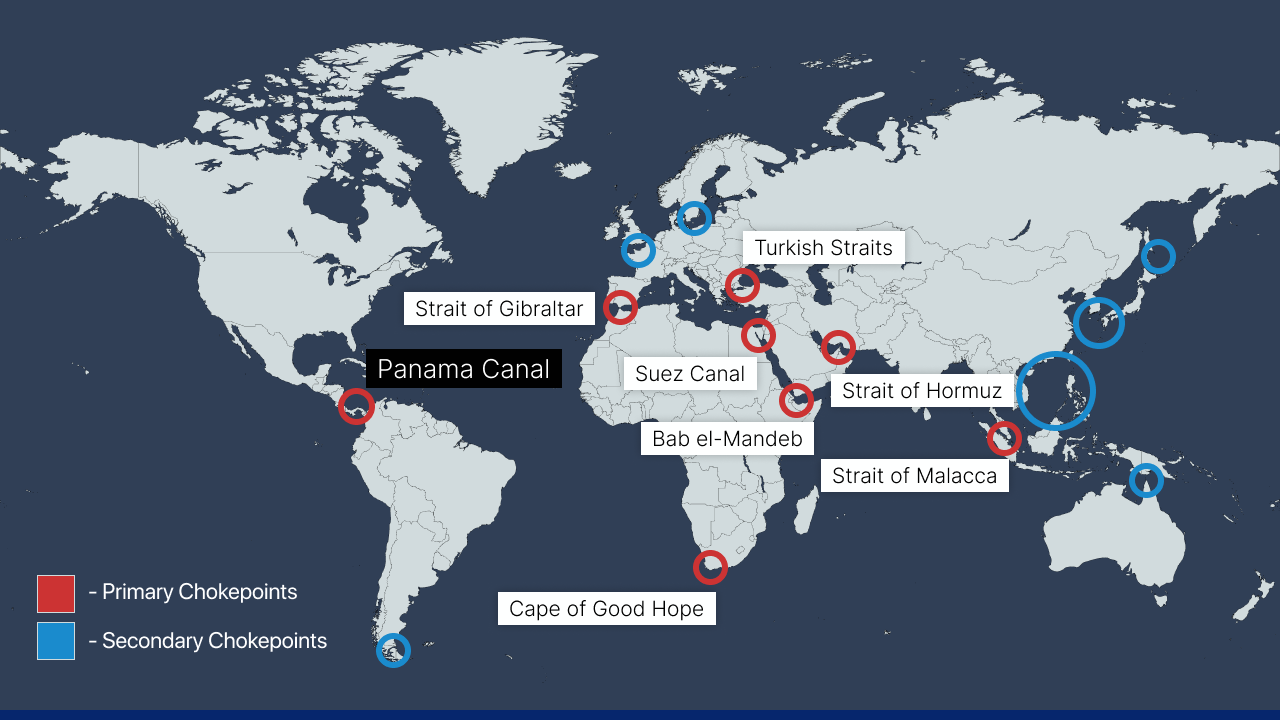 Turkish Straits
Strait of Gibraltar
Panama Canal
Suez Canal
Strait of Hormuz
Bab el-Mandeb
Strait of Malacca
- Primary Chokepoints
Cape of Good Hope
- Secondary Chokepoints